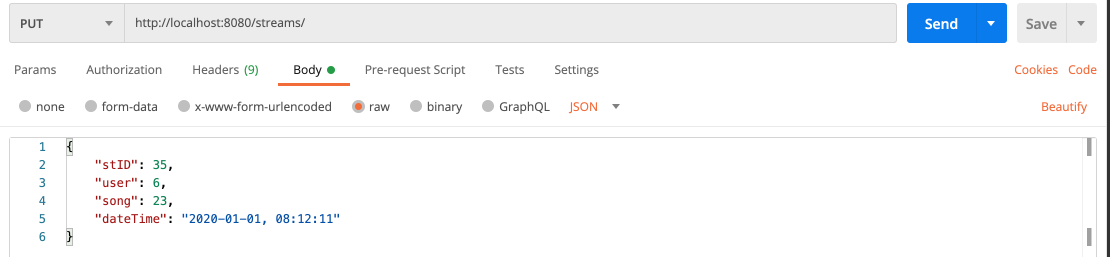 PUT http://localhost:8080/streams/ Send Save
Params Authorization Headers (9) Body Pre-request Script Tests Settings Cookies Code
none form-data x-www-form-urlencoded raw binary GraphQL JSON Beautify
1 {
2 "stID": 35,
3 "user": 6,
4 "song": 23,
5 "dateTime": "2020-01-01, 08:12:11"
6 }